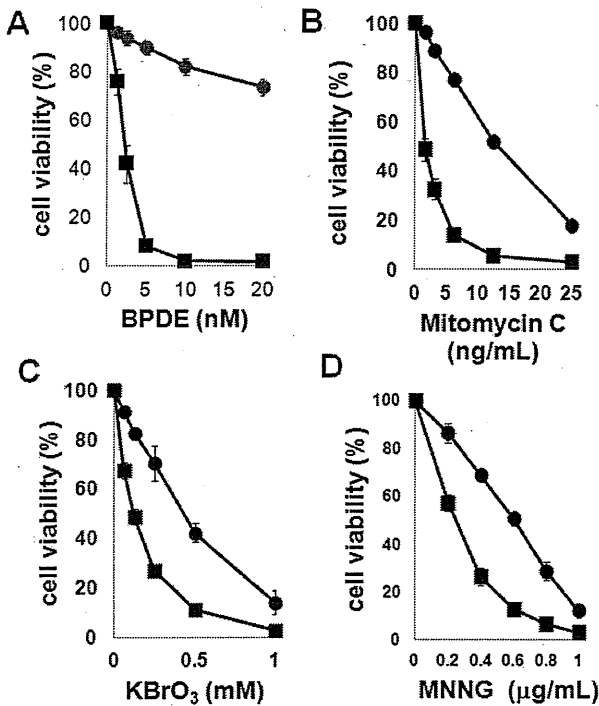 A
cell viability (%)
100
80
60
40
20
0
0 5 10 15 20
BPDE (nM)
B
cell viability (%)
100
80
60
40
20
0
0 5 10 15 20 25
Mitomycin C
(ng/mL)
C
cell viability (%)
100
80
60
40
20
0
0 0.5 1
KBrO₃ (mM)
D
cell viability (%)
100
80
60
40
20
0
0 0.2 0.4 0.6 0.8 1
MNNG (μg/mL)